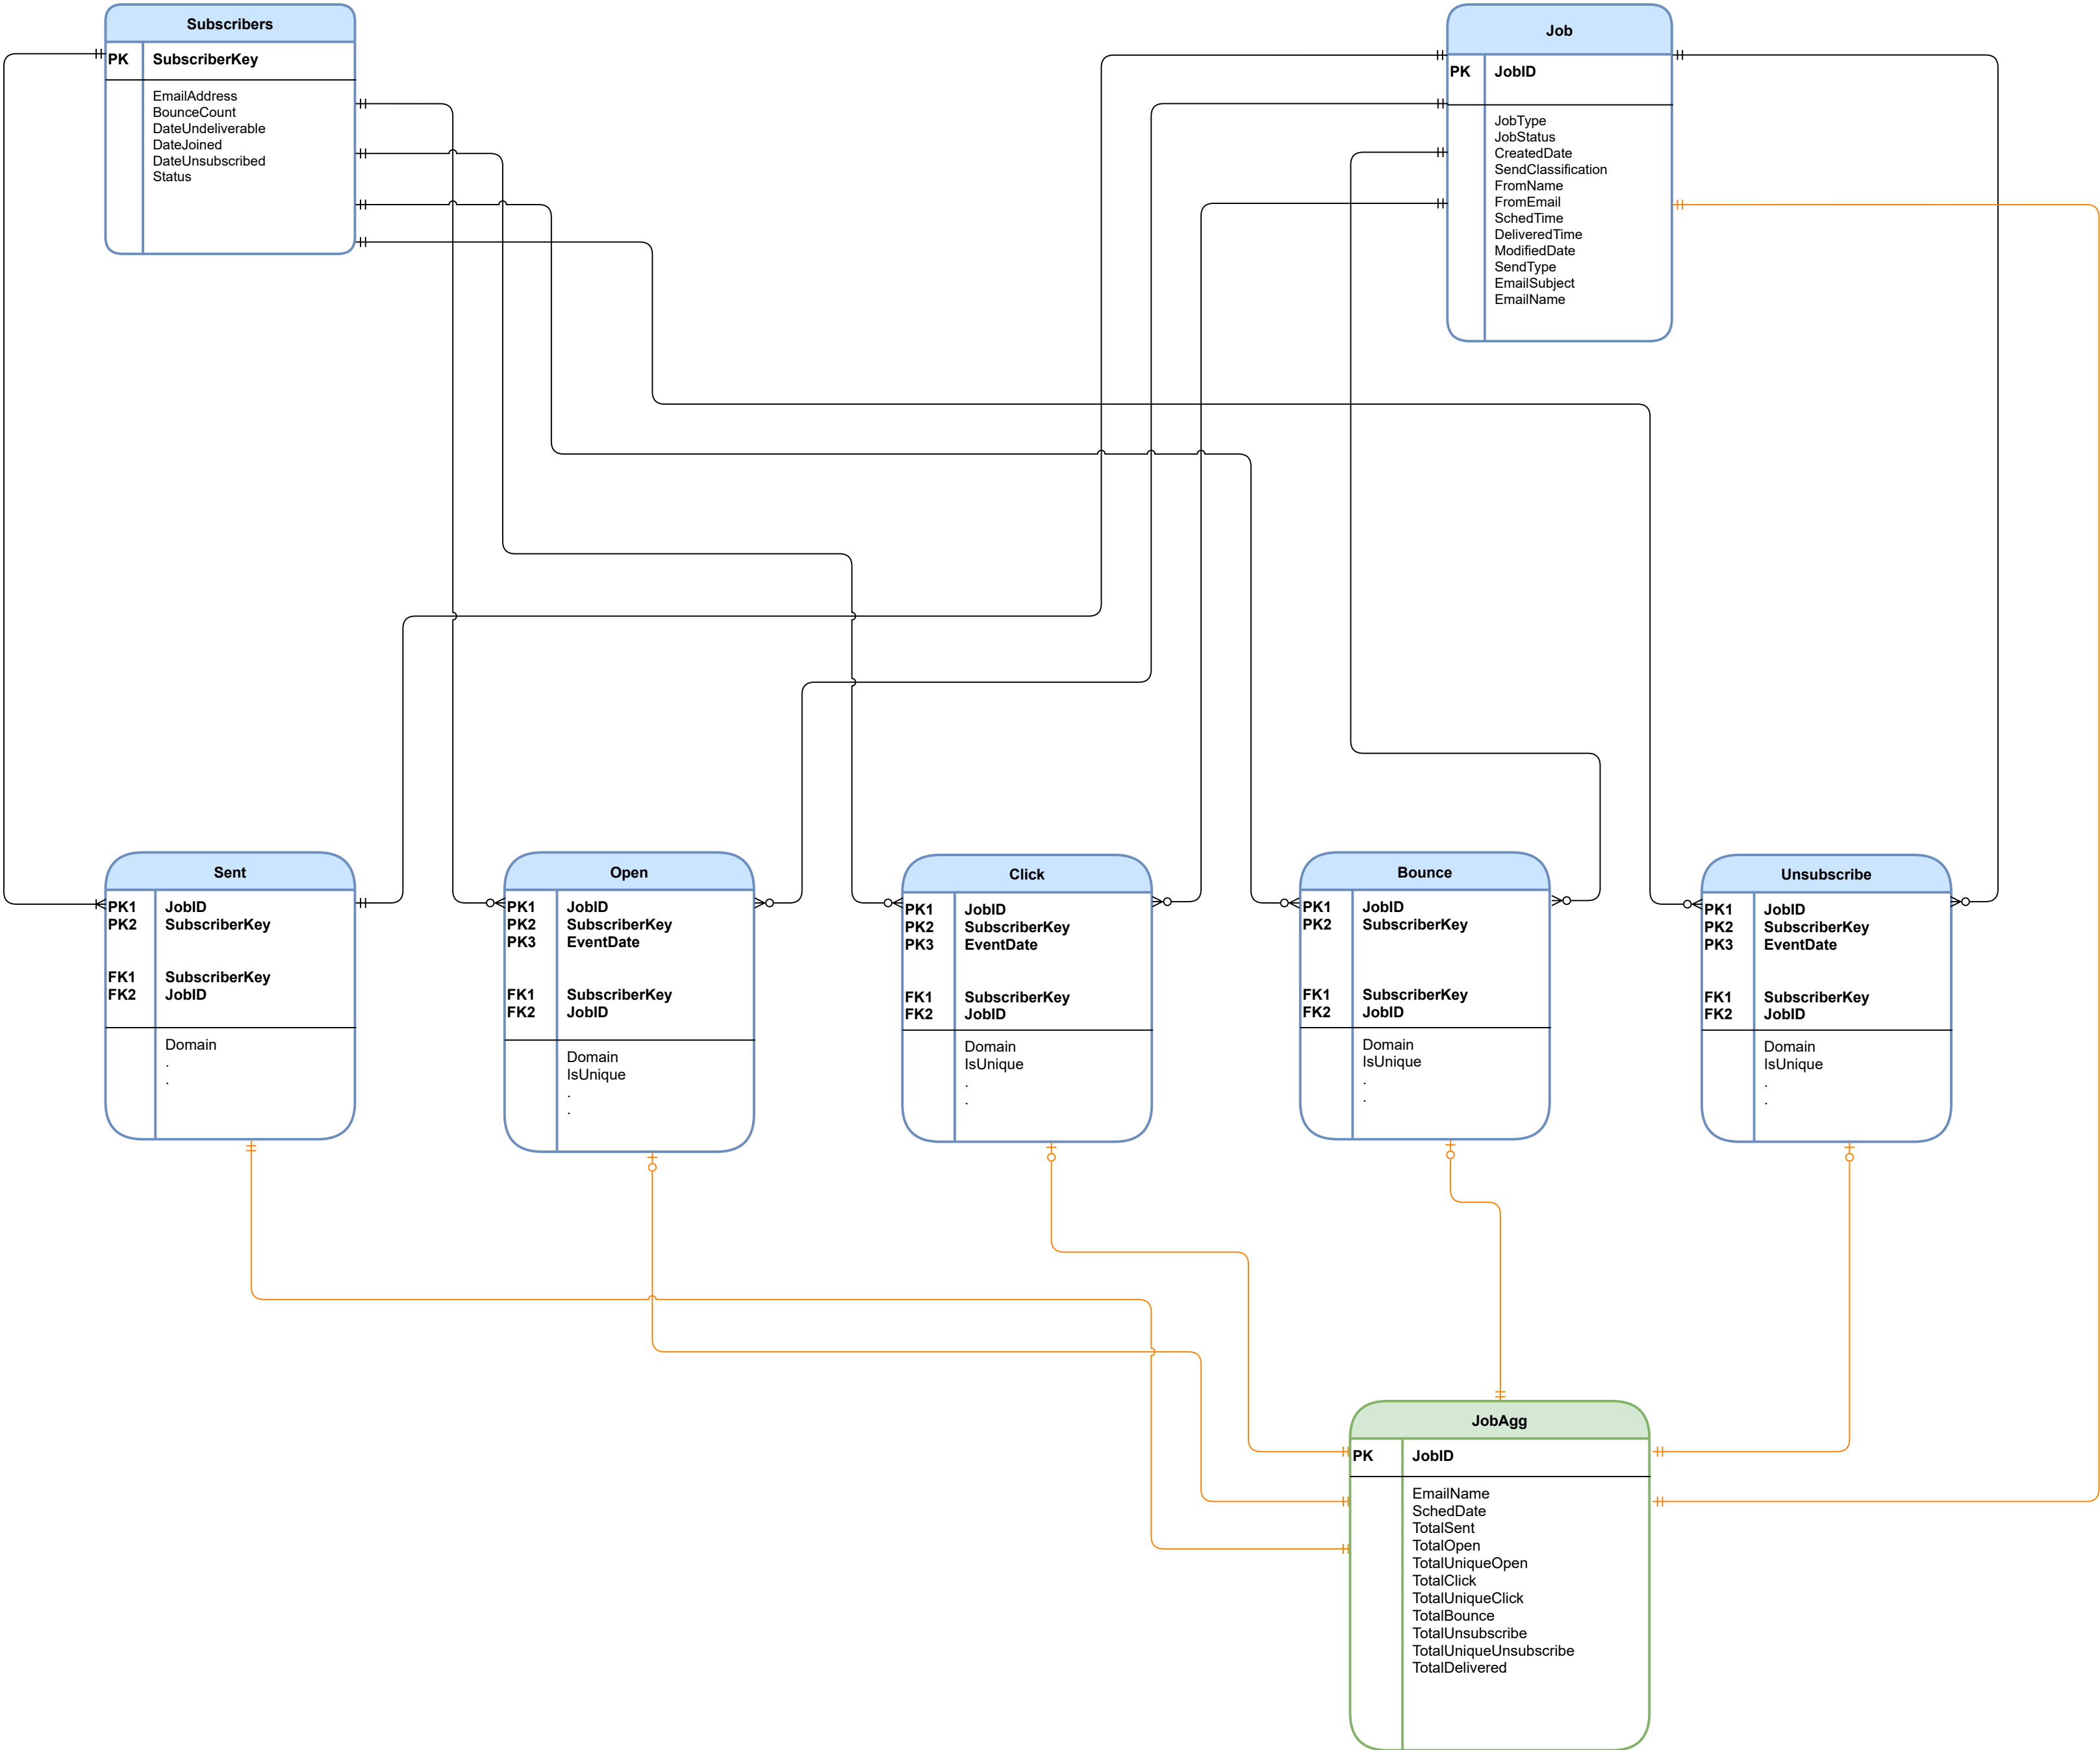 Subscribers
PK SubscriberKey
EmailAddress
BounceCount
DateUndeliverable
DateJoined
DateUnsubscribed
Status
Job
PK JobID
JobType
JobStatus
CreatedDate
SendClassification
FromName
FromEmail
SchedTime
DeliveredTime
ModifiedDate
SendType
EmailSubject
EmailName
Sent
PK1 JobID
PK2 SubscriberKey
FK1 SubscriberKey
FK2 JobID
Domain
.
.
Open
PK1 JobID
PK2 SubscriberKey
PK3 EventDate
FK1 SubscriberKey
FK2 JobID
Domain
IsUnique
.
.
Click
PK1 JobID
PK2 SubscriberKey
PK3 EventDate
FK1 SubscriberKey
FK2 JobID
Domain
IsUnique
.
.
Bounce
PK1 JobID
PK2 SubscriberKey
FK1 SubscriberKey
FK2 JobID
Domain
IsUnique
.
.
Unsubscribe
PK1 JobID
PK2 SubscriberKey
PK3 EventDate
FK1 SubscriberKey
FK2 JobID
Domain
IsUnique
.
.
JobAgg
PK JobID
EmailName
SchedDate
TotalSent
TotalOpen
TotalUniqueOpen
TotalClick
TotalUniqueClick
TotalBounce
TotalUnsubscribe
TotalUniqueUnsubscribe
TotalDelivered